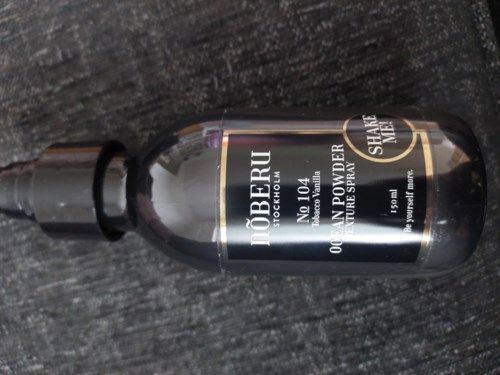 nõberu
STOCKHOLM
No 104
Tobacco Vanilla
OCEAN POWDER
TEXTURE SPRAY
SHAKE
ME!
150 ml
Be yourself more.